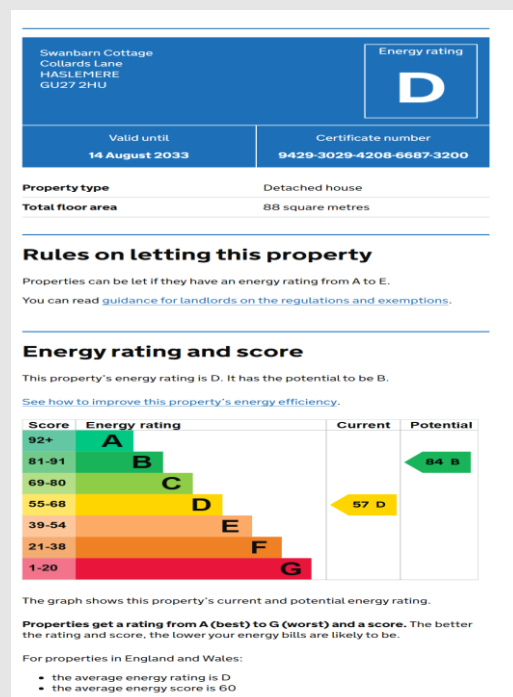 Swanbarn Cottage
Collards Lane
HASLEMERE
GU27 2HU
Energy rating
D
Valid until
14 August 2033
Certificate number
9429-3029-4208-6687-3200
Property type Detached house
Total floor area 88 square metres
Rules on letting this property
Properties can be let if they have an energy rating from A to E.
You can read guidance for landlords on the regulations and exemptions.
Energy rating and score
This property's energy rating is D. It has the potential to be B.
See how to improve this property's energy efficiency.
Score Energy rating Current Potential
92+ A
81-91 B 84 B
69-80 C
55-68 D 57 D
39-54 E
21-38 F
1-20 G
The graph shows this property's current and potential energy rating.
Properties get a rating from A (best) to G (worst) and a score. The better
the rating and score, the lower your energy bills are likely to be.
For properties in England and Wales:
• the average energy rating is D
• the average energy score is 60